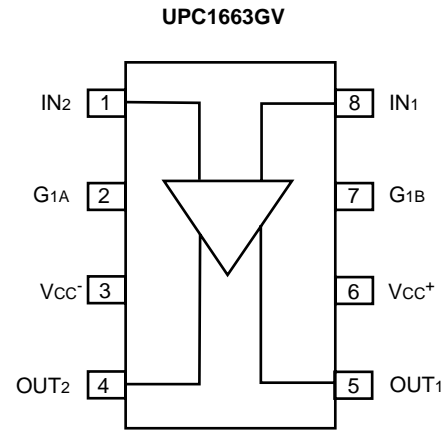 UPC1663GV
IN2 1 8 IN1
G1A 2 7 G1B
VCC- 3 6 VCC+
OUT2 4 5 OUT1